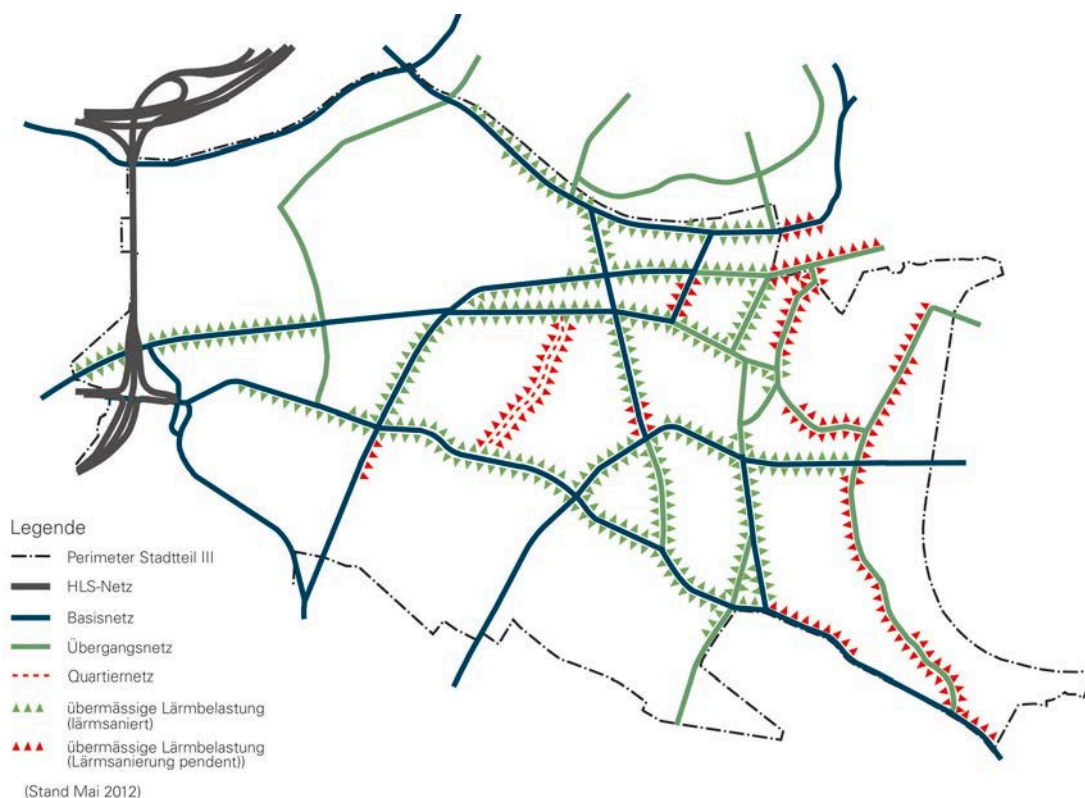 Legende
Perimeter Stadtteil III
HLS-Netz
Basisnetz
Übergangsnetz
Quartiernetz
übermässige Lärmbelastung
(lärmsaniert)
übermässige Lärmbelastung
(Lärmsanierung pendent))
(Stand Mai 2012)